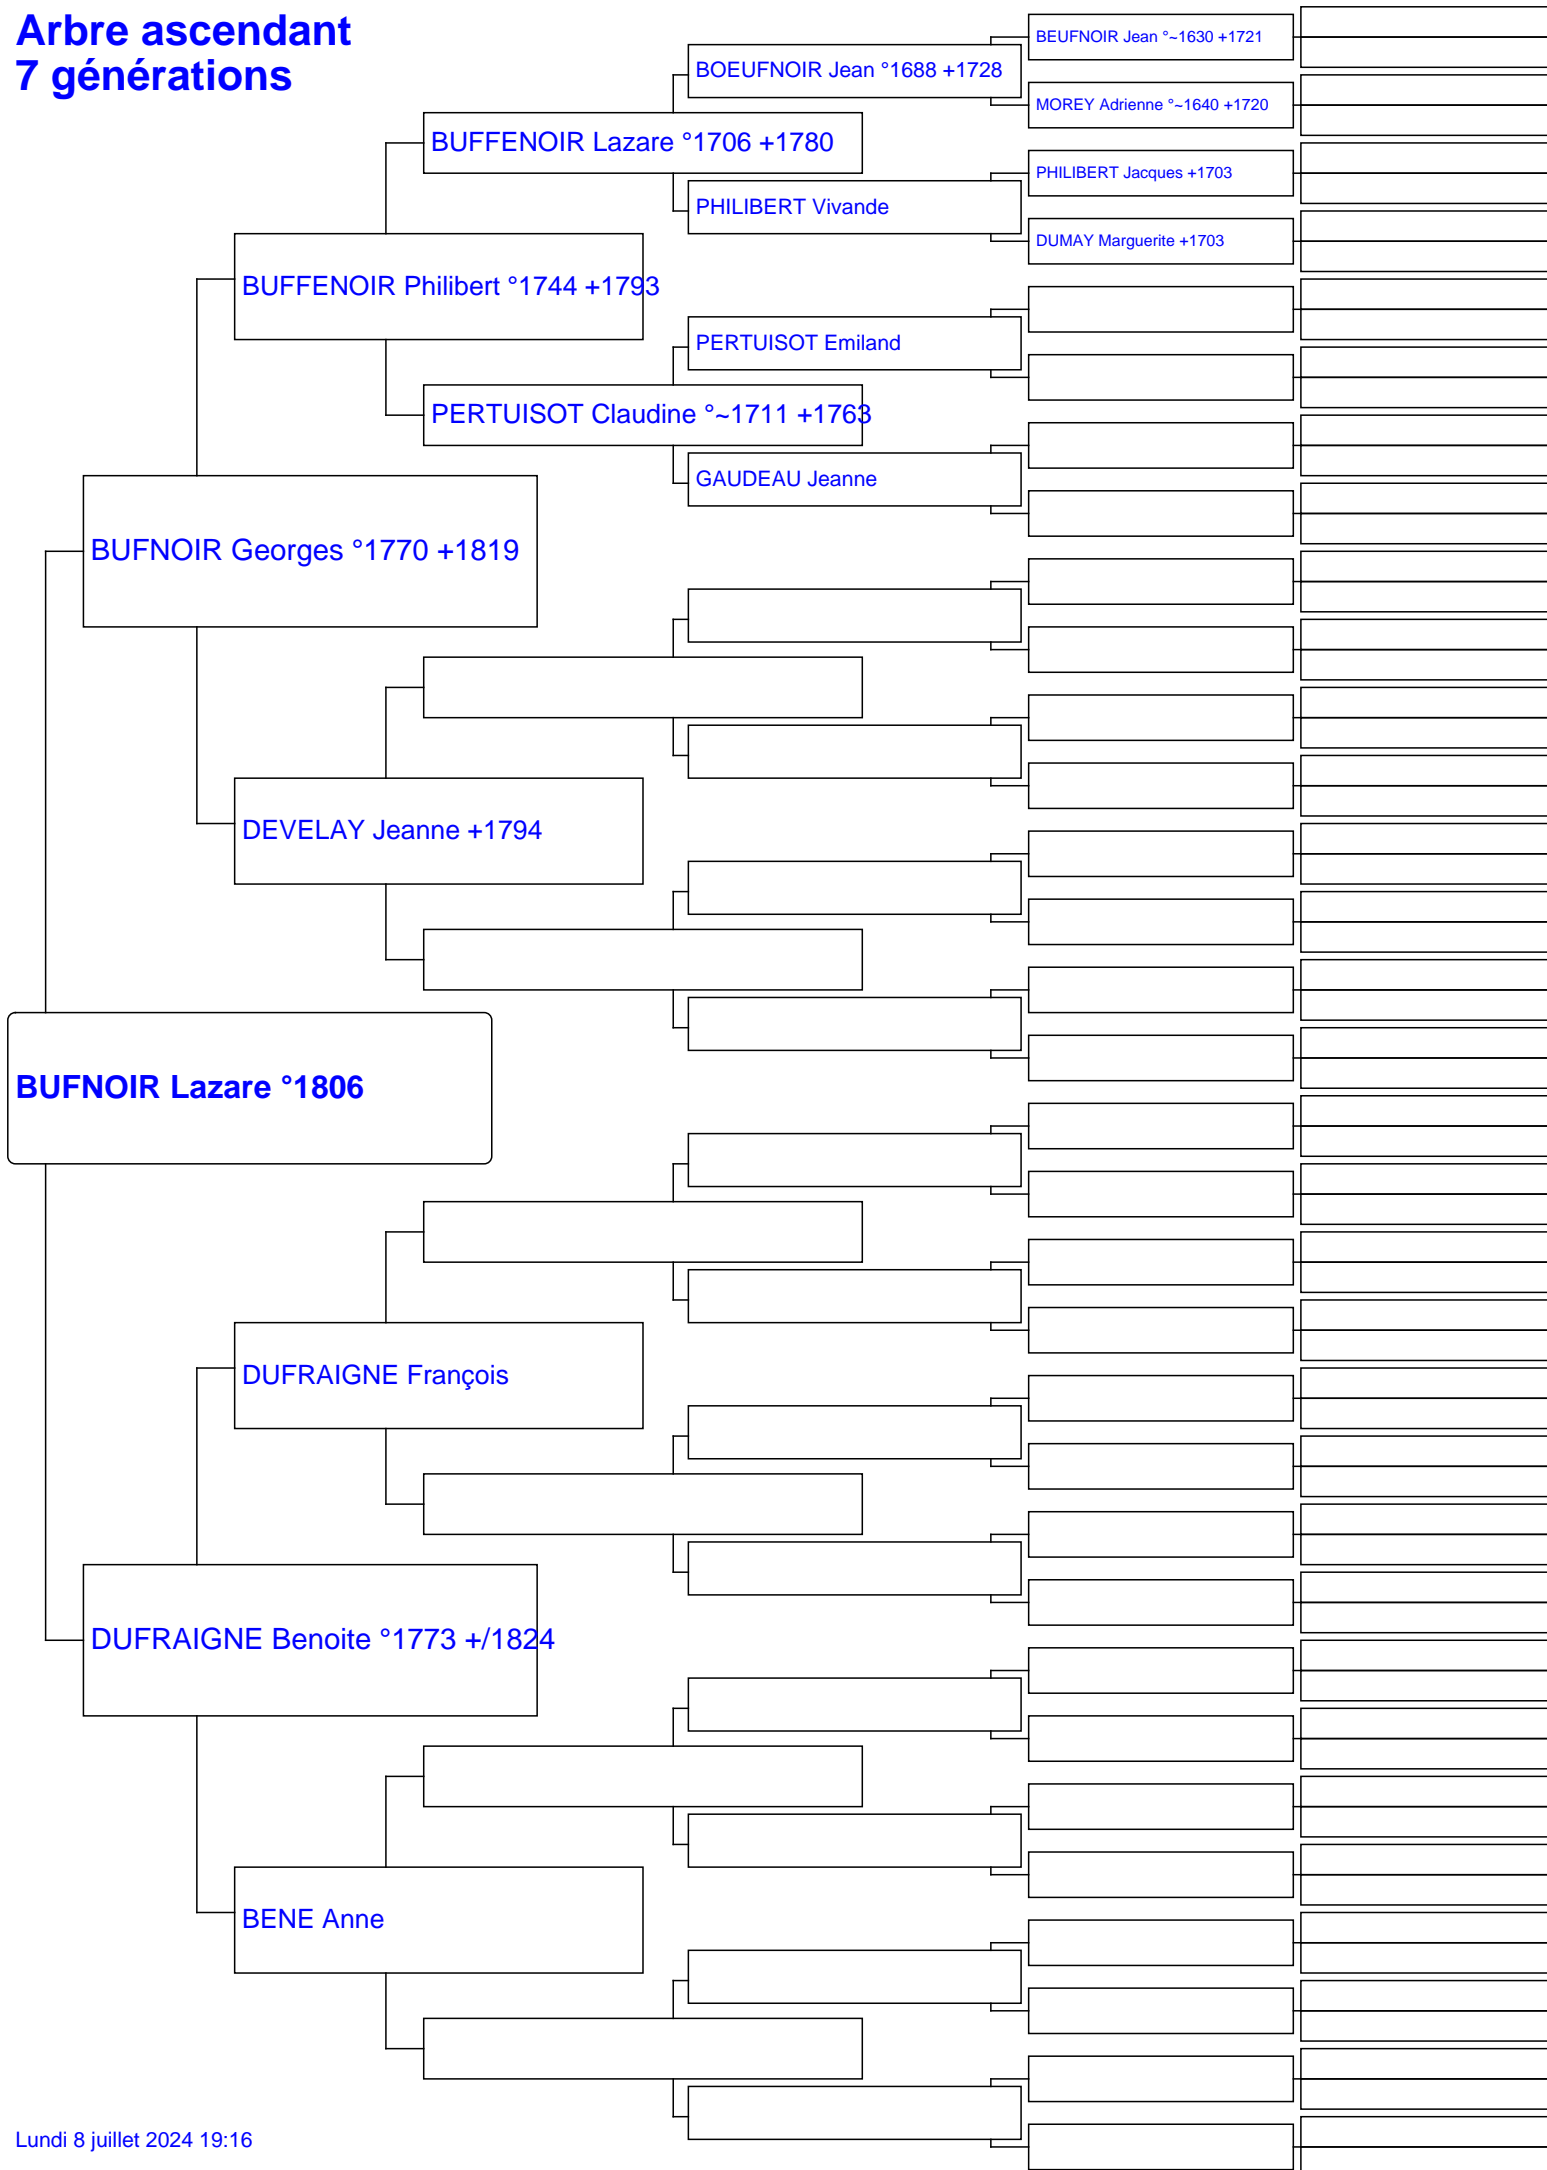 Arbre ascendant
7 générations
BEUFNOIR Jean °~1630 +1721
BOEUFNOIR Jean °1688 +1728
MOREY Adrienne °~1640 +1720
BUFFENOIR Lazare °1706 +1780
PHILIBERT Jacques +1703
PHILIBERT Vivande
DUMAY Marguerite +1703
BUFFENOIR Philibert °1744 +1793
PERTUISOT Emiland
PERTUISOT Claudine °~1711 +1763
GAUDEAU Jeanne
BUFNOIR Georges °1770 +1819
DEVELAY Jeanne +1794
BUFNOIR Lazare °1806
DUFRAIGNE François
DUFRAIGNE Benoite °1773 +/1824
BENE Anne
Lundi 8 juillet 2024 19:16